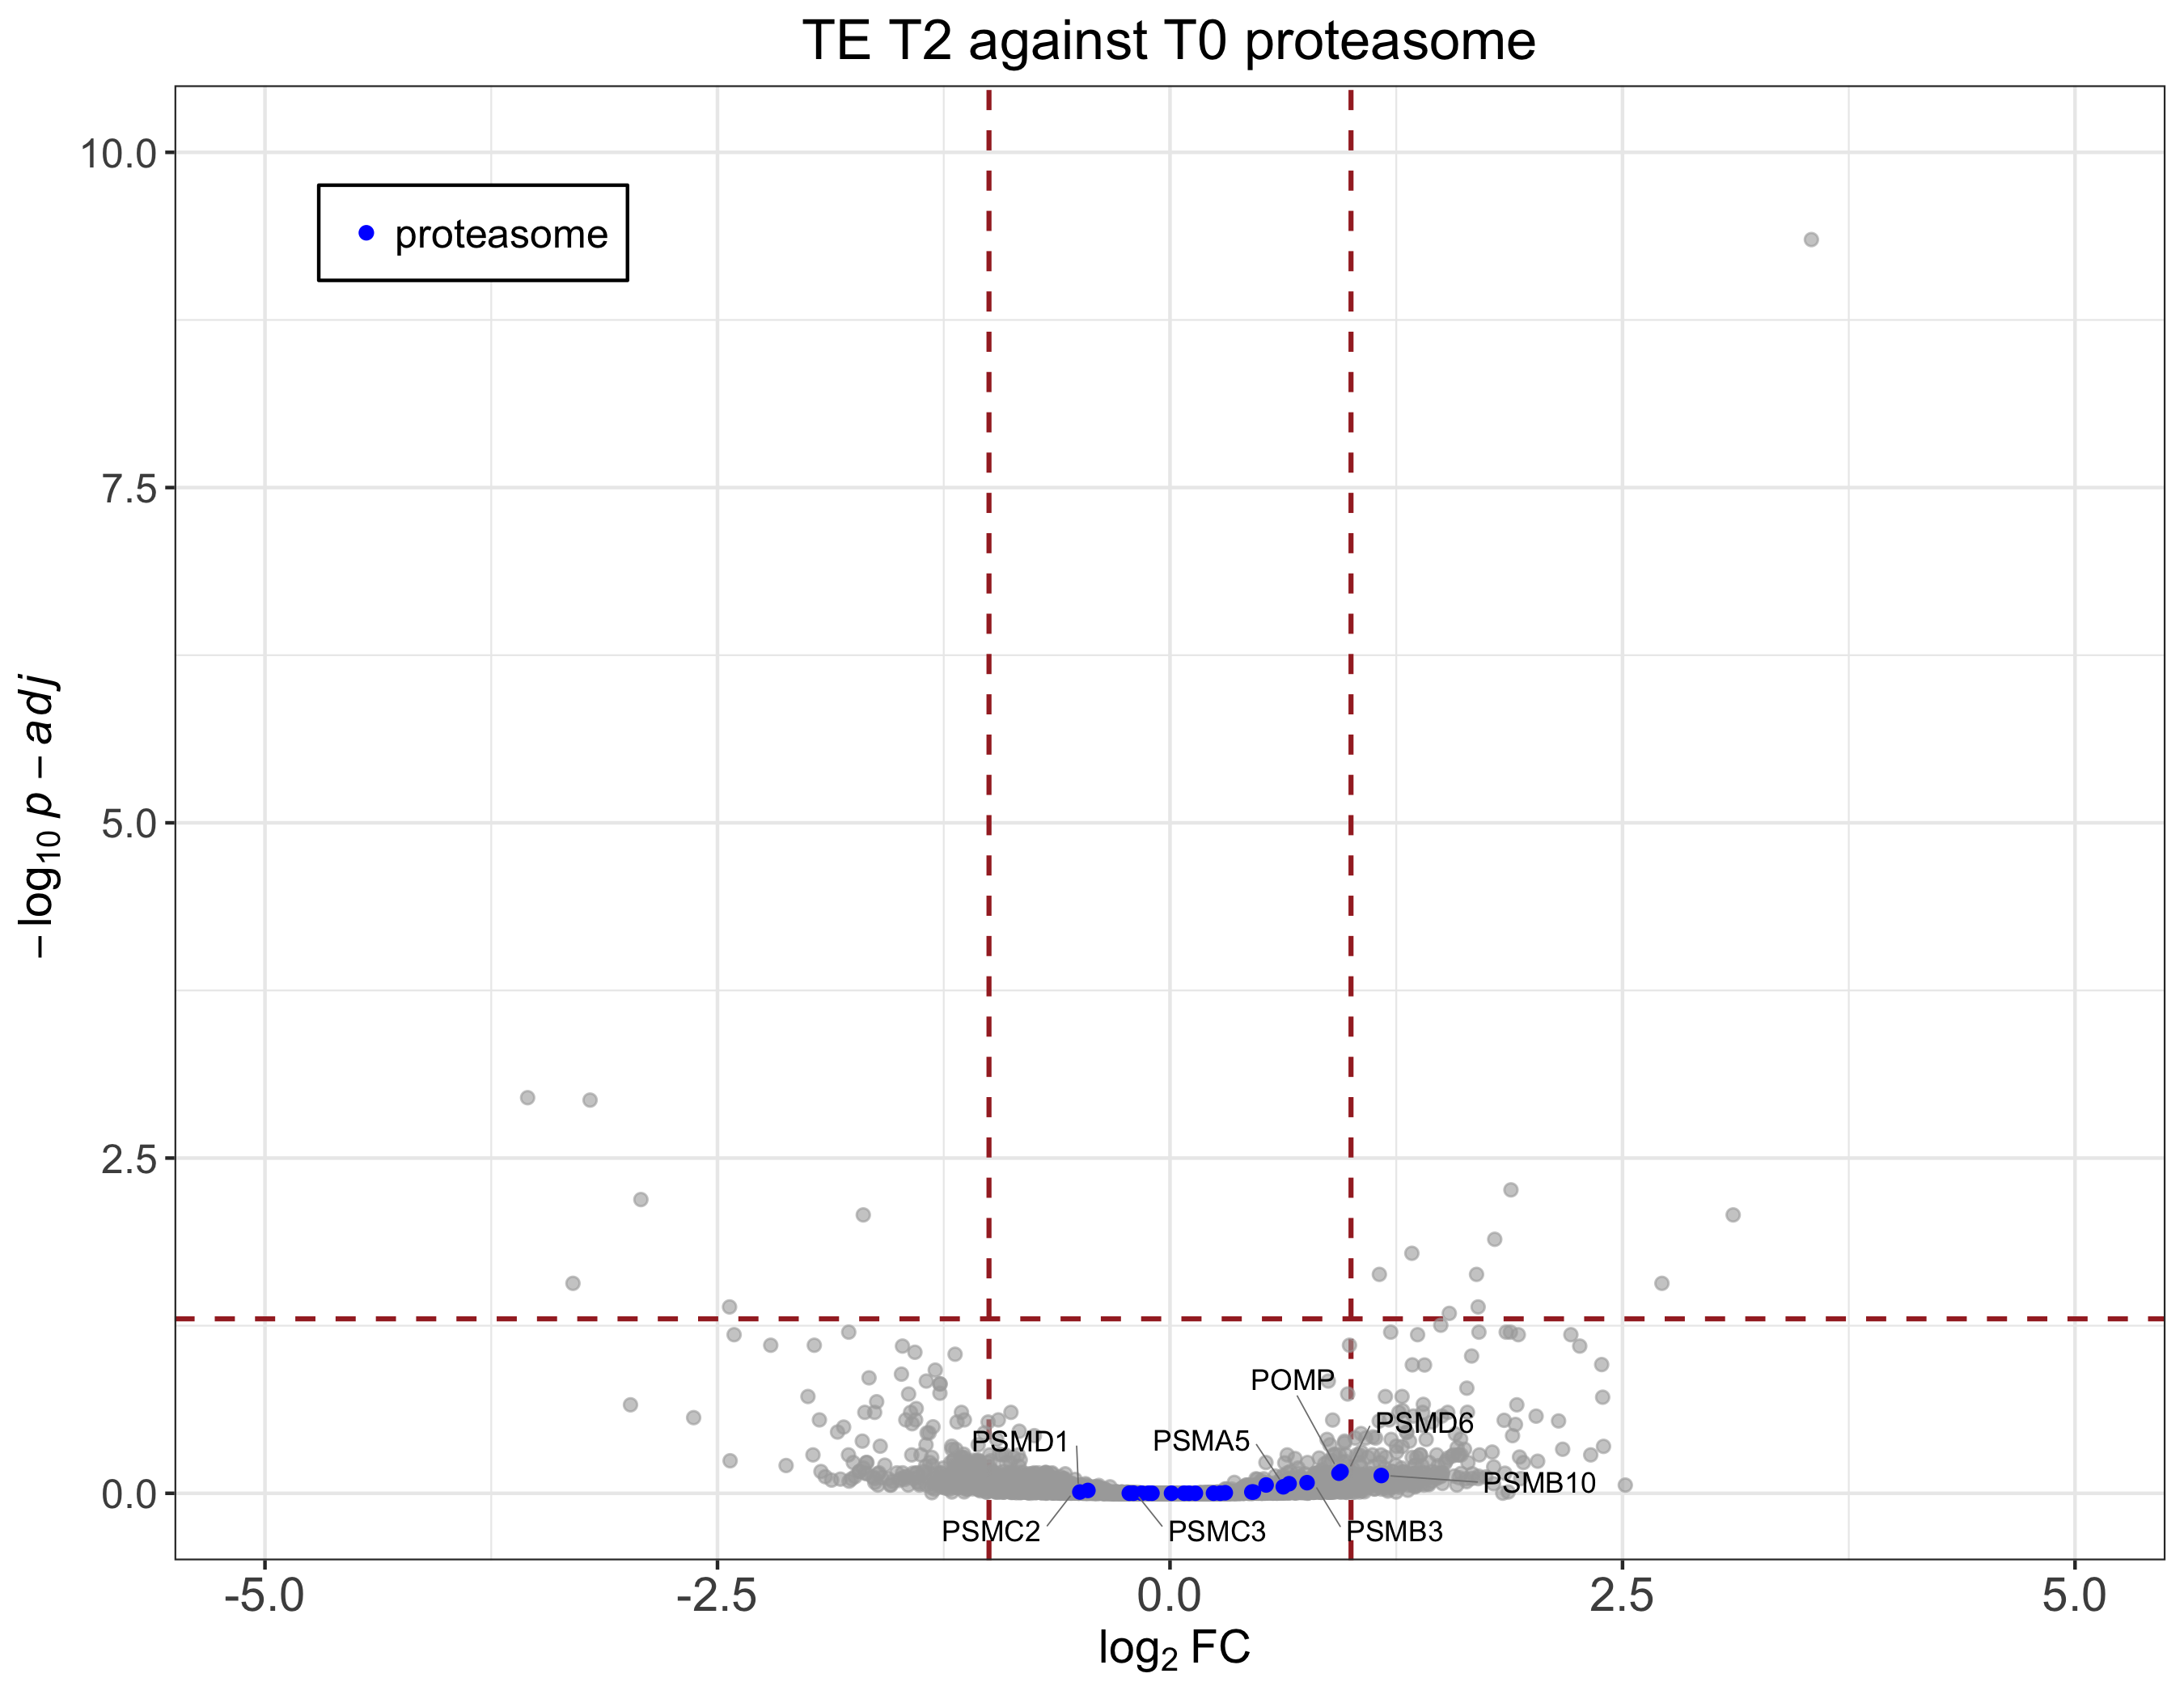 TE T2 against T0 proteasome
10.0
proteasome
7.5
−log10 p − adj
5.0
2.5
POMP
PSMD1
PSMA5
PSMD6
PSMB10
0.0
PSMC2
PSMC3
PSMB3
-5.0
-2.5
0.0
2.5
5.0
log2 FC